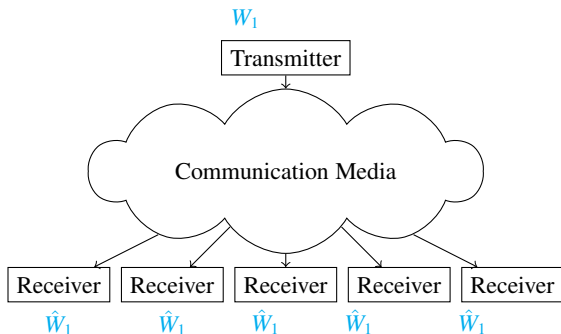 W₁
Transmitter
Communication Media
Receiver Receiver Receiver Receiver Receiver
Ŵ₁ Ŵ₁ Ŵ₁ Ŵ₁ Ŵ₁